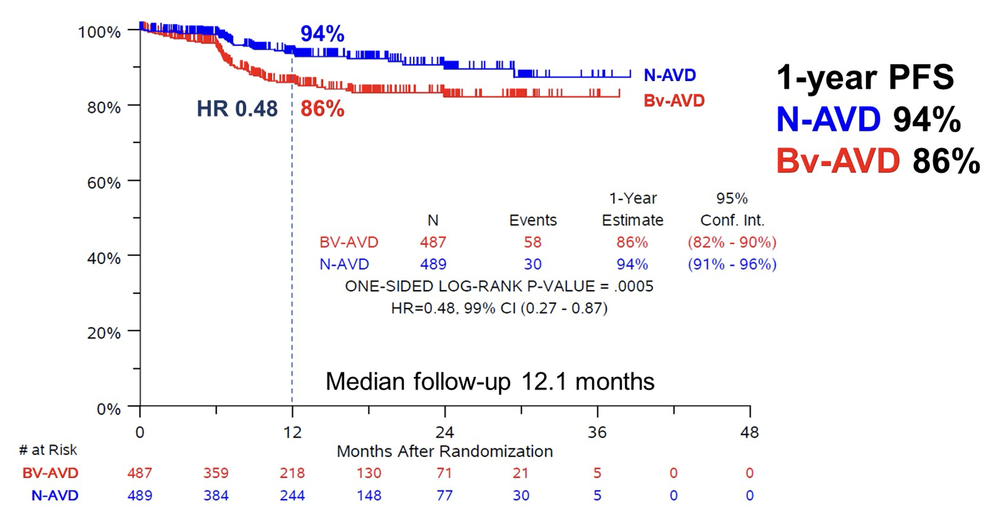 100%
80%
60%
40%
20%
0%
94%
HR 0.48 86%
N-AVD
Bv-AVD
1-year PFS
N-AVD 94%
Bv-AVD 86%
1-Year 95%
N Events Estimate Conf. Int.
BV-AVD 487 58 86% (82% - 90%)
N-AVD 489 30 94% (91% - 96%)
ONE-SIDED LOG-RANK P-VALUE = .0005
HR=0.48, 99% CI (0.27 - 0.87)
Median follow-up 12.1 months
0 12 24 36 48
# at Risk Months After Randomization
BV-AVD 487 359 218 130 71 21 5 0 0
N-AVD 489 384 244 148 77 30 5 0 0